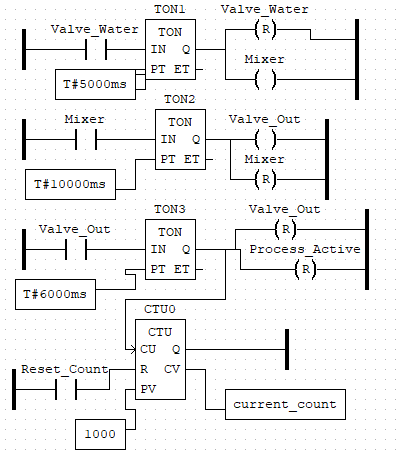 TON1
Valve_Water TON Valve_Water
IN Q (R)
PT ET Mixer
T#5000ms ( )
TON2
Mixer TON Valve_Out
IN Q ( )
PT ET Mixer
T#10000ms (R)
TON3
Valve_Out TON Valve_Out
IN Q (R)
PT ET Process_Active
T#6000ms (R)
CTU0
CTU
CU Q
Reset_Count R CV
PV current_count
1000